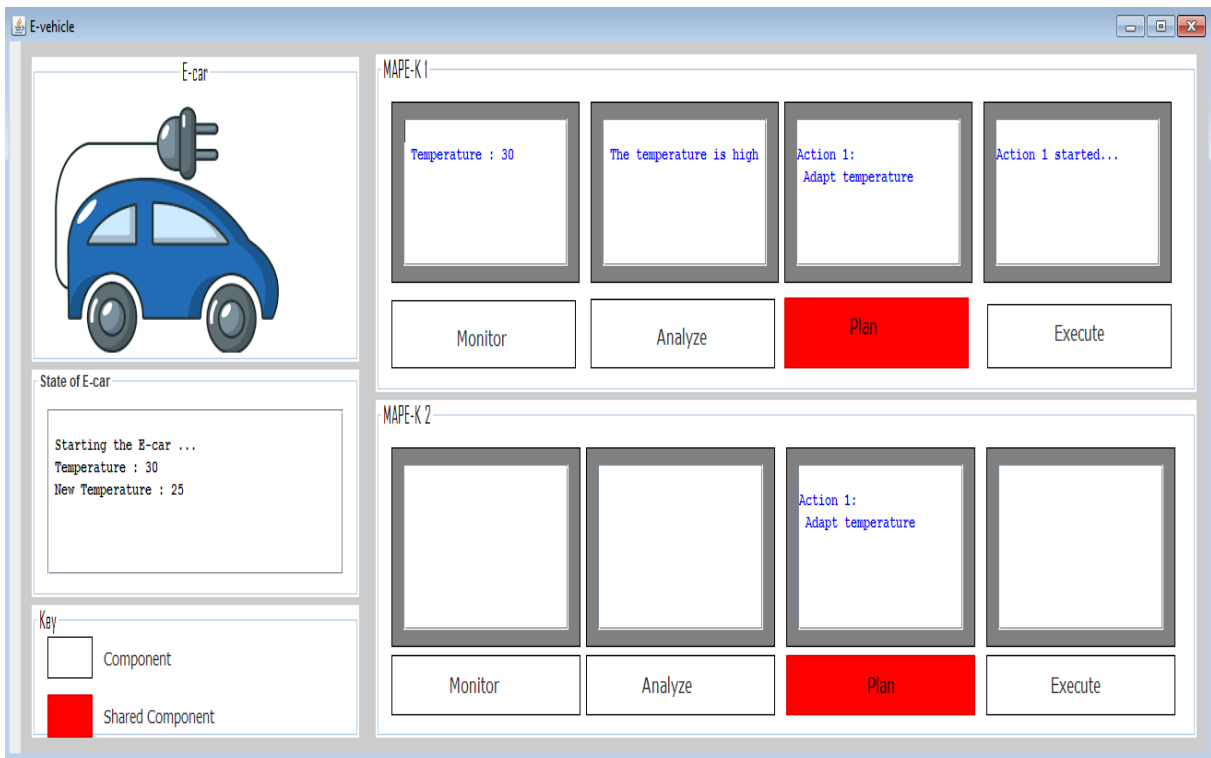 E-vehicle
E-car
State of E-car
Starting the E-car ...
Temperature : 30
New Temperature : 25
Key
Component
Shared Component
MAPE-K 1
Temperature : 30
The temperature is high
Action 1:
Adapt temperature
Action 1 started...
Monitor
Analyze
Plan
Execute
MAPE-K 2
Action 1:
Adapt temperature
Monitor
Analyze
Plan
Execute